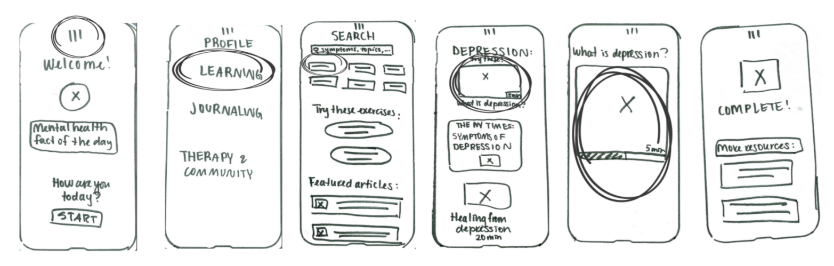 Welcome!
Mental health
fact of the day
How are you
today?
START
PROFILE
LEARNING
JOURNALING
THERAPY &
COMMUNITY
SEARCH
symptoms, topics,...
Try these exercises:
Featured articles:
DEPRESSION:
Try these:
What is depression?
THE NY TIMES:
SYMPTOMS OF
DEPRESSION
Healing from
depression
20 min
What is depression?
5 min
COMPLETE!
More resources: